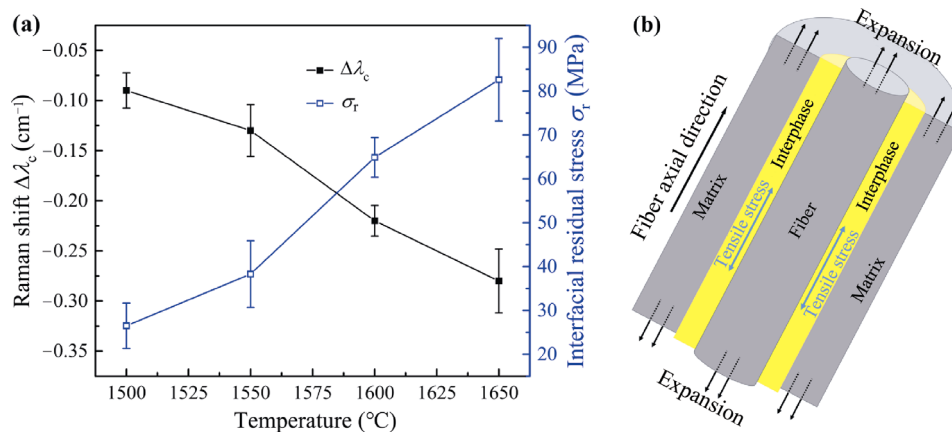 (a)
Raman shift Δλc (cm⁻¹)
−0.05
−0.10
−0.15
−0.20
−0.25
−0.30
−0.35
Δλc
σr
90
80
70
60
50
40
30
20
Interfacial residual stress σr (MPa)
1500 1525 1550 1575 1600 1625 1650
Temperature (°C)
(b)
Expansion
Fiber axial direction
Matrix
Interphase
Tensile stress
Fiber
Interphase
Tensile stress
Matrix
Expansion